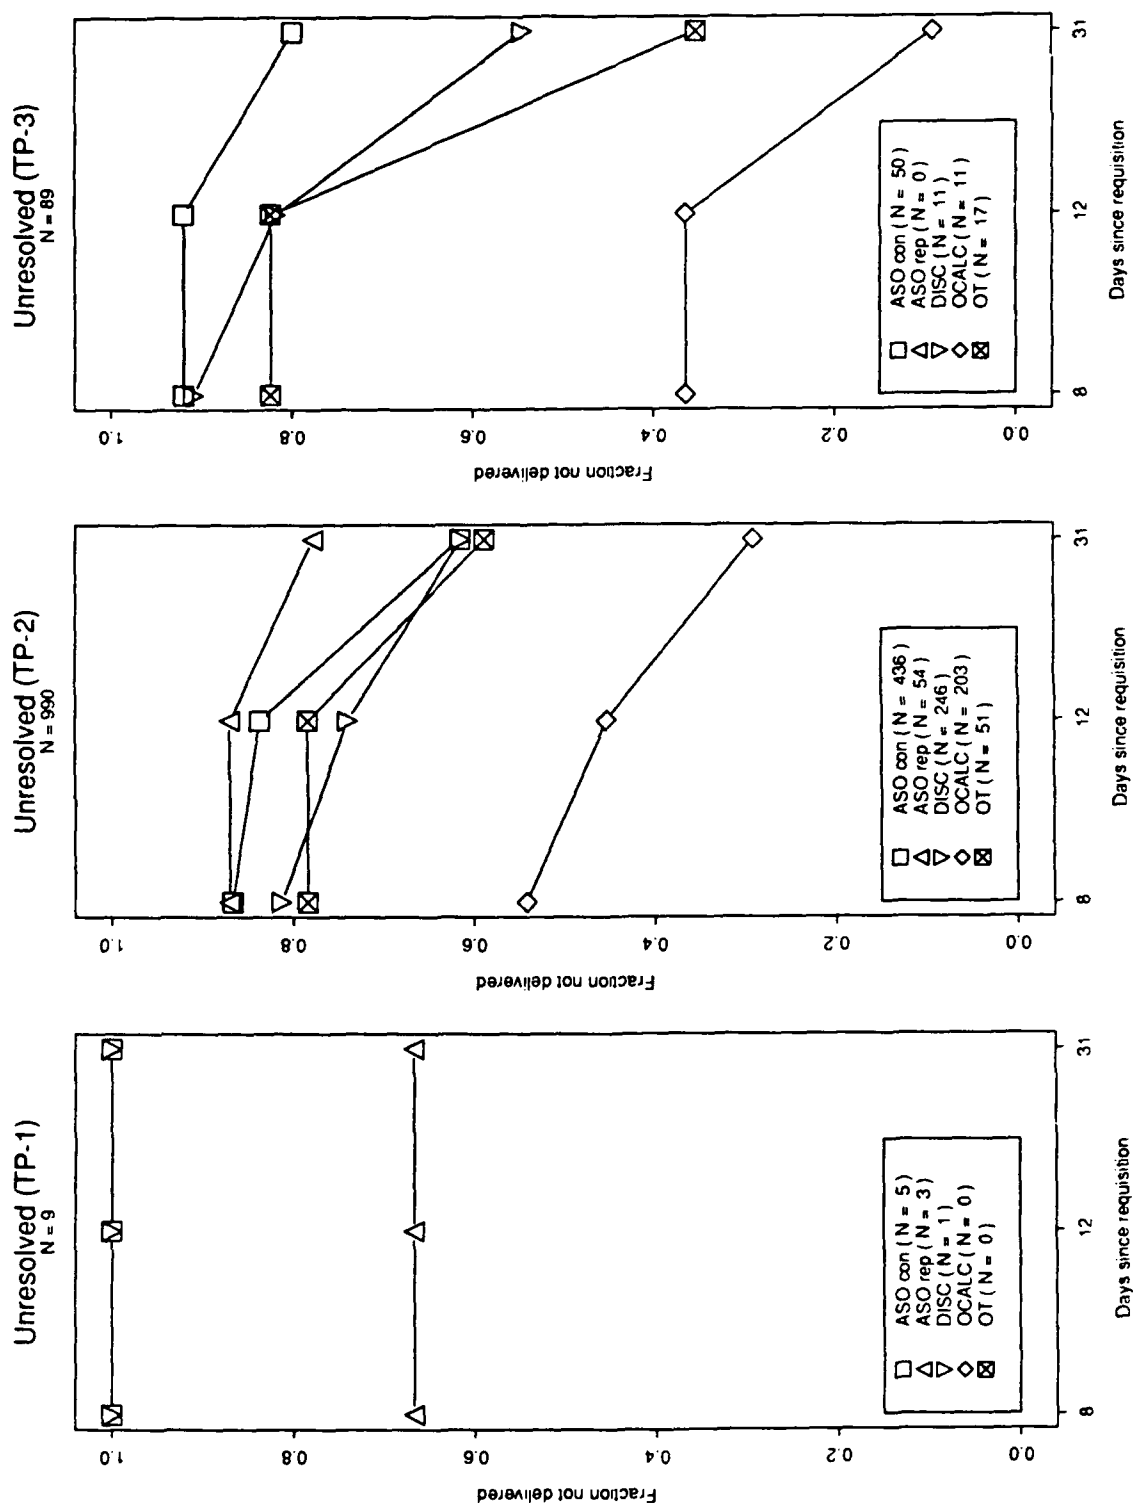 Unresolved (TP-1)
N = 9
Fraction not delivered
1.0
0.8
0.6
0.4
0.2
0.0
ASO con ( N = 5 )
ASO rep ( N = 3 )
DISC ( N = 1 )
OCALC ( N = 0 )
OT ( N = 0 )
8
12
31
Days since requisition
Unresolved (TP-2)
N = 990
Fraction not delivered
1.0
0.8
0.6
0.4
0.2
0.0
ASO con ( N = 436 )
ASO rep ( N = 54 )
DISC ( N = 246 )
OCALC ( N = 203 )
OT ( N = 51 )
8
12
31
Days since requisition
Unresolved (TP-3)
N = 89
Fraction not delivered
1.0
0.8
0.6
0.4
0.2
0.0
ASO con ( N = 50 )
ASO rep ( N = 0 )
DISC ( N = 11 )
OCALC ( N = 11 )
OT ( N = 17 )
8
12
31
Days since requisition